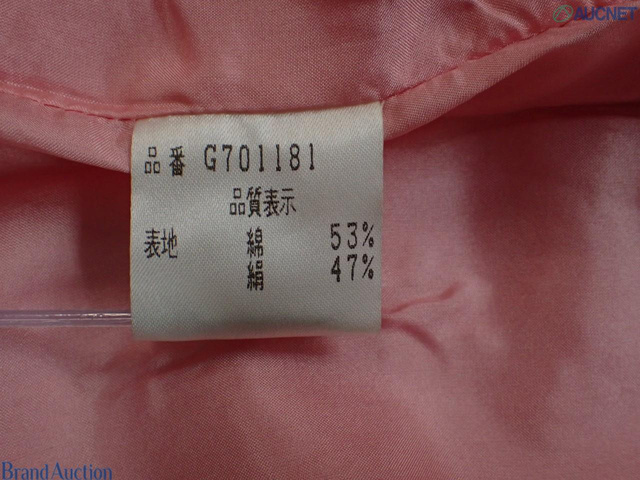 AUCNET
品番 G701181
品質表示
表地 綿 53%
絹 47%
Brand Auction